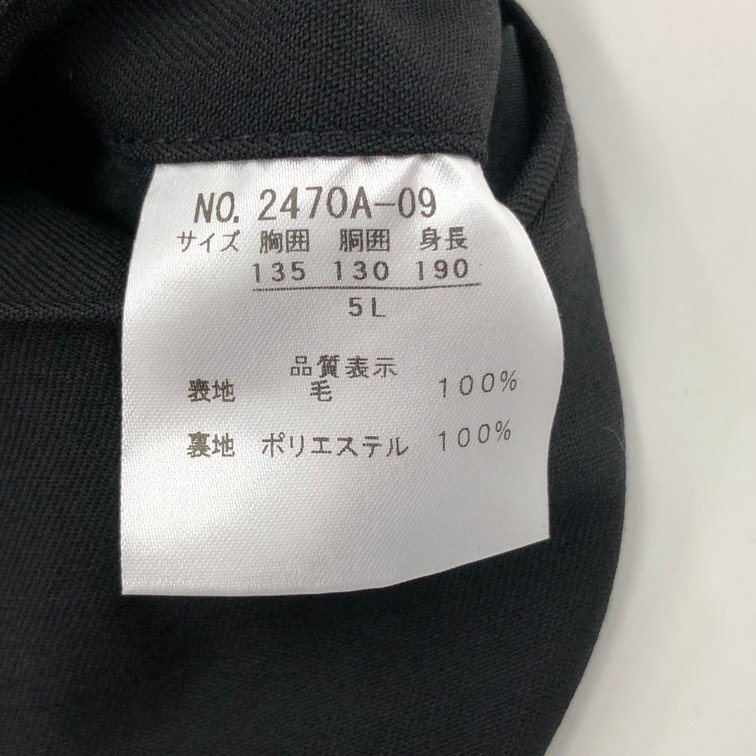 NO. 2470A-09
サイズ 胸囲 胴囲 身長
135 130 190
5L
品質表示
表地 毛 100%
裏地 ポリエステル 100%